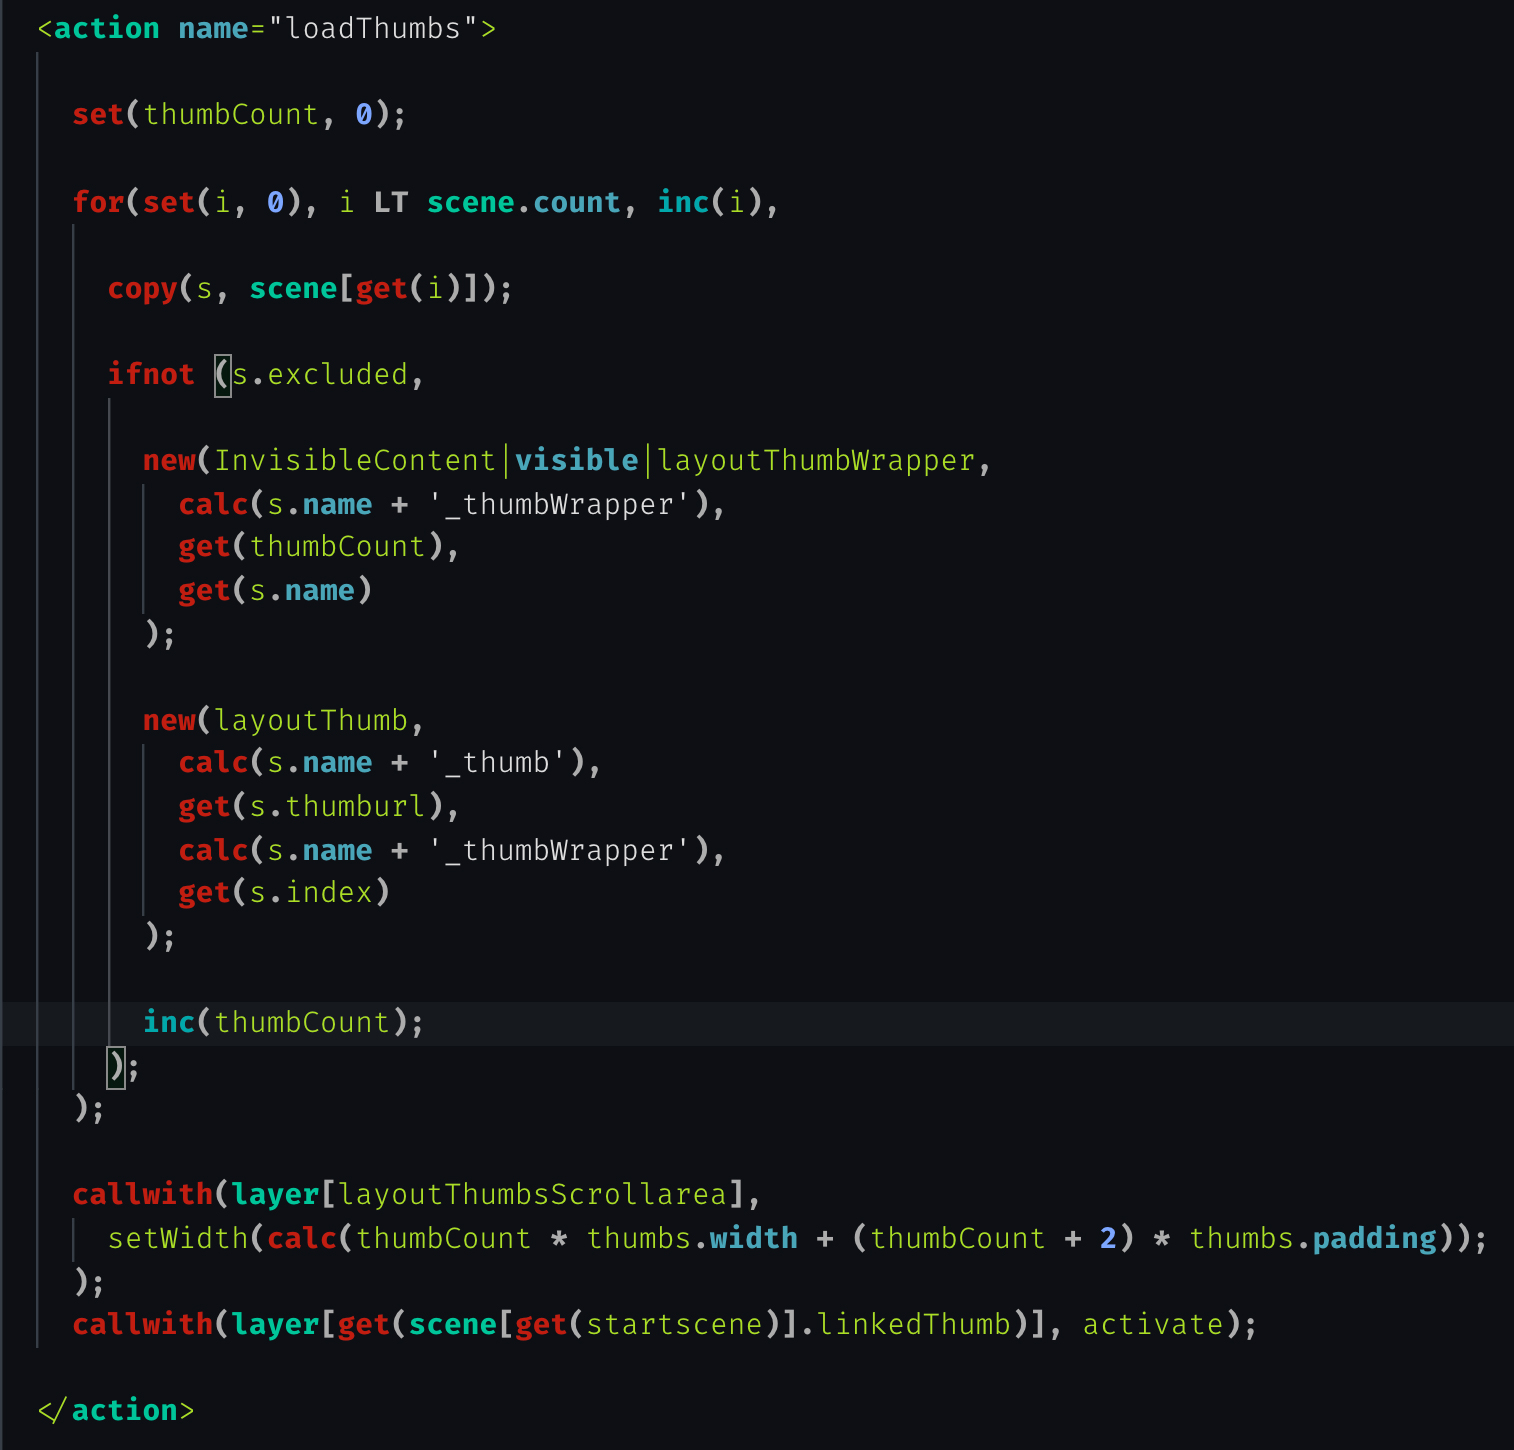 <action name="loadThumbs">
set(thumbCount, 0);
for(set(i, 0), i LT scene.count, inc(i),
copy(s, scene[get(i)]);
ifnot (s.excluded,
new(InvisibleContent|visible|layoutThumbWrapper,
calc(s.name + '_thumbWrapper'),
get(thumbCount),
get(s.name)
);
new(layoutThumb,
calc(s.name + '_thumb'),
get(s.thumburl),
calc(s.name + '_thumbWrapper'),
get(s.index)
);
inc(thumbCount);
);
);
callwith(layer[layoutThumbsScrollarea],
setWidth(calc(thumbCount * thumbs.width + (thumbCount + 2) * thumbs.padding));
);
callwith(layer[get(scene[get(startscene)].linkedThumb)], activate);
</action>